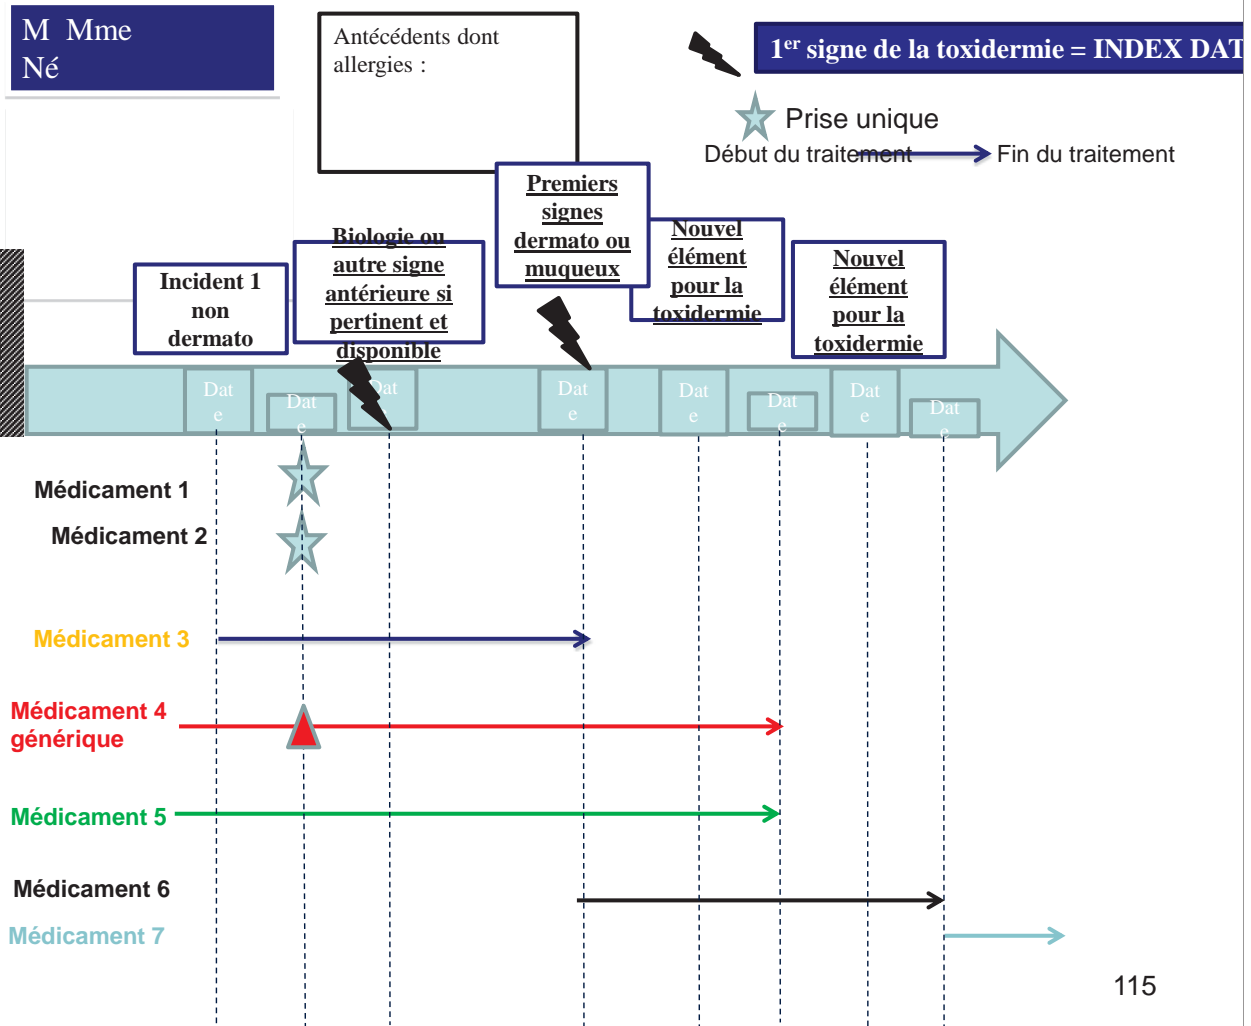 M  Mme
Né
Antécédents dont
allergies :
1er signe de la toxidermie = INDEX DAT
Prise unique
Début du traitement
Fin du traitement
Incident 1
non
dermato
Biologie ou
autre signe
antérieure si
pertinent et
disponible
Premiers
signes
dermato ou
muqueux
Nouvel
élément
pour la
toxidermie
Nouvel
élément
pour la
toxidermie
Dat
e
Dat
e
Dat
e
Dat
e
Dat
e
Dat
e
Dat
e
Dat
e
Médicament 1
Médicament 2
Médicament 3
Médicament 4
générique
Médicament 5
Médicament 6
Médicament 7
115